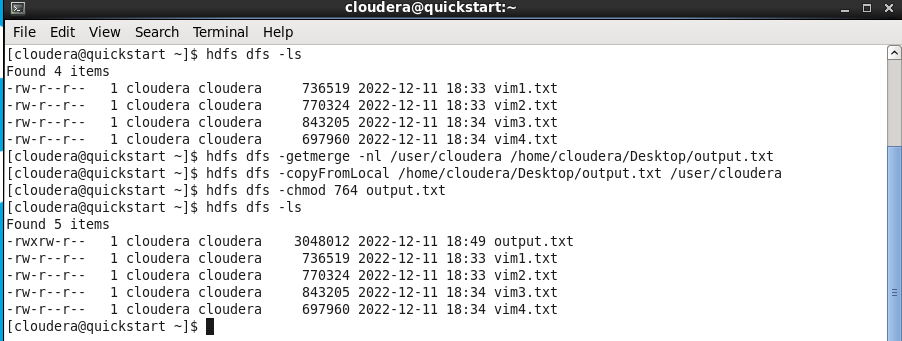 cloudera@quickstart:~
File Edit View Search Terminal Help
[cloudera@quickstart ~]$ hdfs dfs -ls
Found 4 items
-rw-r--r--   1 cloudera cloudera     736519 2022-12-11 18:33 vim1.txt
-rw-r--r--   1 cloudera cloudera     770324 2022-12-11 18:33 vim2.txt
-rw-r--r--   1 cloudera cloudera     843205 2022-12-11 18:34 vim3.txt
-rw-r--r--   1 cloudera cloudera     697960 2022-12-11 18:34 vim4.txt
[cloudera@quickstart ~]$ hdfs dfs -getmerge -nl /user/cloudera /home/cloudera/Desktop/output.txt
[cloudera@quickstart ~]$ hdfs dfs -copyFromLocal /home/cloudera/Desktop/output.txt /user/cloudera
[cloudera@quickstart ~]$ hdfs dfs -chmod 764 output.txt
[cloudera@quickstart ~]$ hdfs dfs -ls
Found 5 items
-rwxrw-r--   1 cloudera cloudera    3048012 2022-12-11 18:49 output.txt
-rw-r--r--   1 cloudera cloudera     736519 2022-12-11 18:33 vim1.txt
-rw-r--r--   1 cloudera cloudera     770324 2022-12-11 18:33 vim2.txt
-rw-r--r--   1 cloudera cloudera     843205 2022-12-11 18:34 vim3.txt
-rw-r--r--   1 cloudera cloudera     697960 2022-12-11 18:34 vim4.txt
[cloudera@quickstart ~]$